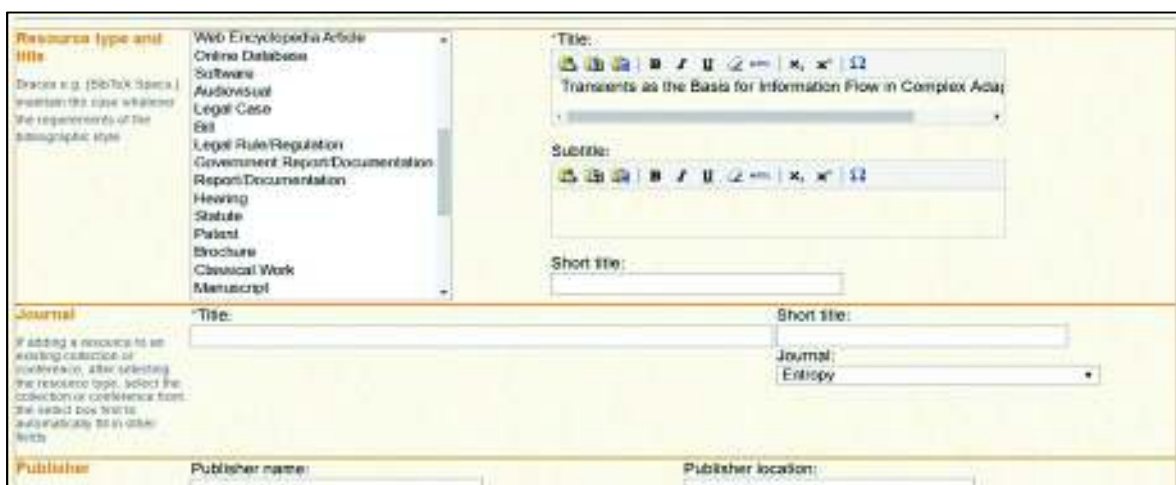 Resource type and
title
Braces e.g. {BibTeX Specs.}
maintain the case whatever
the requirements of the
bibliographic style
Web Encyclopedia Article
Online Database
Software
Audiovisual
Legal Case
Bill
Legal Rule/Regulation
Government Report/Documentation
Report/Documentation
Hearing
Statute
Patent
Brochure
Classical Work
Manuscript
*Title:
B I U
Transients as the Basis for Information Flow in Complex Adap
Subtitle:
B I U
Short title:
Journal
If adding a resource to an
existing collection or
conference, after selecting
the resource type, select the
collection or conference from
the select box first to
automatically fill in other
fields
*Title:
Short title:
Journal:
Entropy
Publisher
Publisher name:
Publisher location: